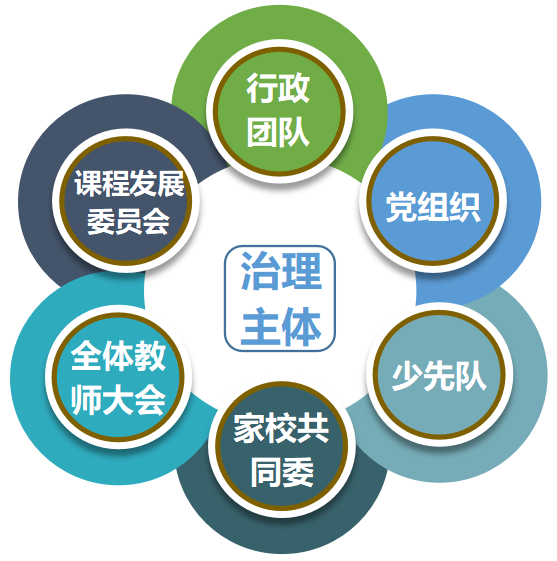 行政
团队
课程发展
委员会
党组织
治理
主体
全体教
师大会
少先队
家校共
同委